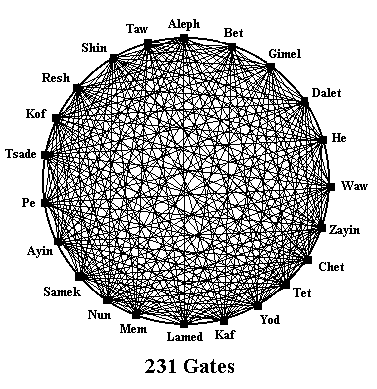 Aleph
Bet
Gimel
Dalet
He
Waw
Zayin
Chet
Tet
Yod
Kaf
Lamed
Mem
Nun
Samek
Ayin
Pe
Tsade
Kof
Resh
Shin
Taw
231 Gates